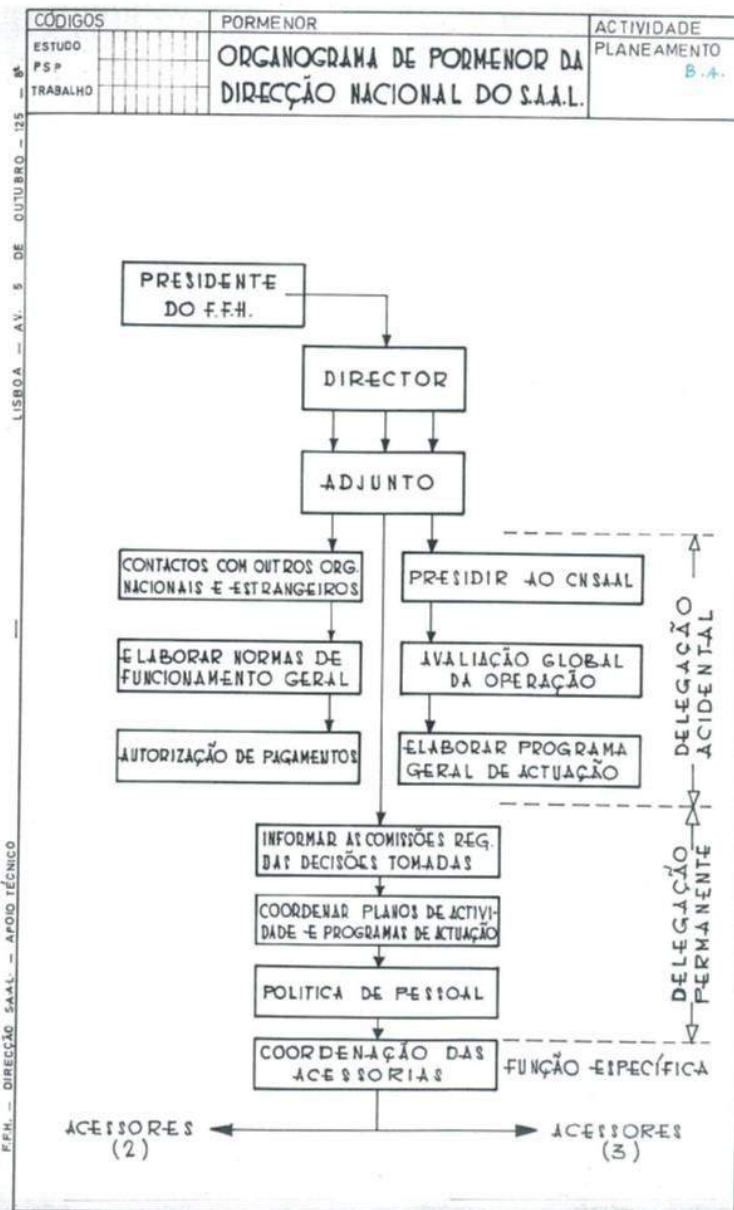 CÓDIGOS
ESTUDO
PSP
TRABALHO
PORMENOR
ORGANOGRAMA DE PORMENOR DA
DIRECÇÃO NACIONAL DO S.A.A.L.
ACTIVIDADE
PLANEAMENTO
B.A.
F.F.H. — DIRECÇÃO SAAL — APOIO TÉCNICO — LISBOA — AV. 5 DE OUTUBRO — 125 — 8º
PRESIDENTE
DO F.F.H.
DIRECTOR
ADJUNTO
CONTACTOS COM OUTROS ORG.
NACIONAIS E ESTRANGEIROS
PRESIDIR AO CNSAAL
ELABORAR NORMAS DE
FUNCIONAMENTO GERAL
AVALIAÇÃO GLOBAL
DA OPERAÇÃO
AUTORIZAÇÃO DE PAGAMENTOS
ELABORAR PROGRAMA
GERAL DE ACTUAÇÃO
DELEGAÇÃO
ACIDENTAL
INFORMAR AS COMISSÕES REG.
DAS DECISÕES TOMADAS
COORDENAR PLANOS DE ACTIVI-
DADE E PROGRAMAS DE ACTUAÇÃO
POLITICA DE PESSOAL
DELEGAÇÃO
PERMANENTE
COORDENAÇÃO DAS
ACESSORIAS
FUNÇÃO ESPECÍFICA
ACESSORES
(2)
ACESSORES
(3)